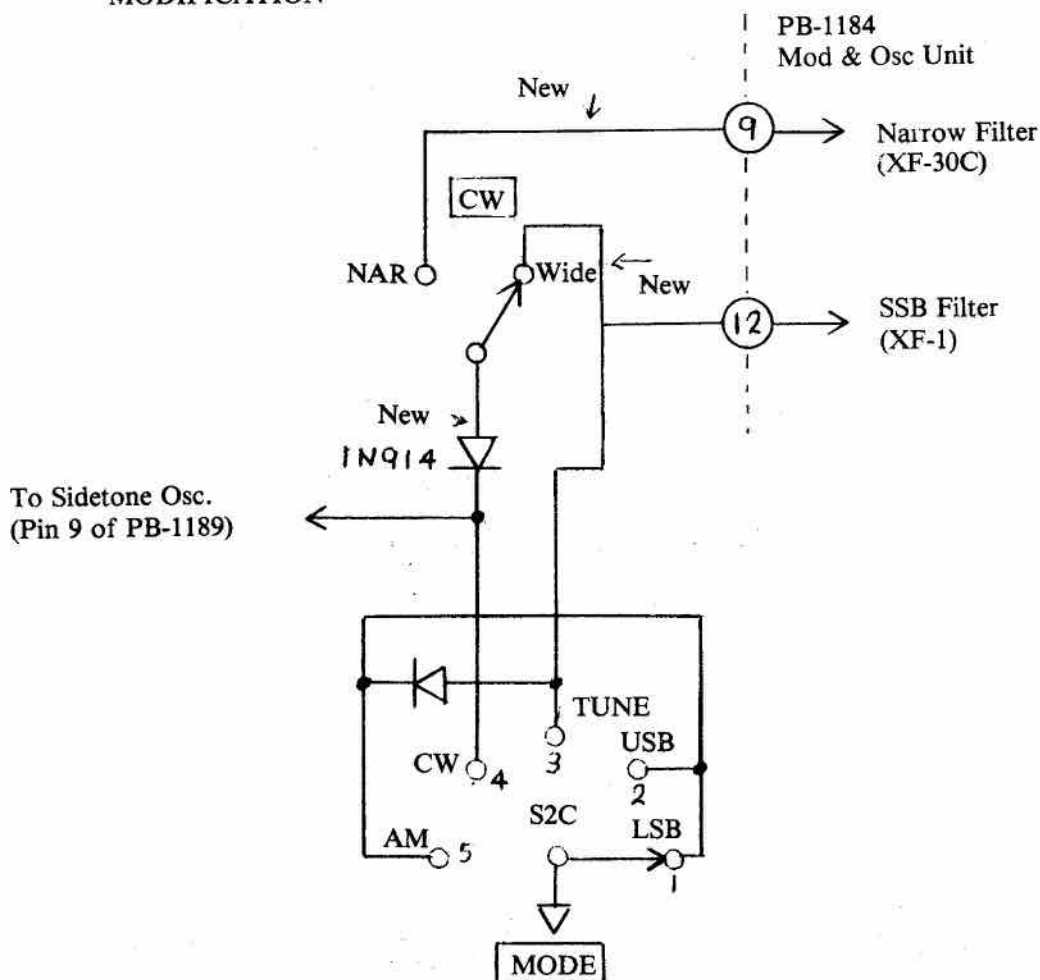 MODIFICATION
PB-1184
Mod & Osc Unit
New
9
Narrow Filter
(XF-30C)
CW
NAR
Wide
New
12
SSB Filter
(XF-1)
New
1N914
To Sidetone Osc.
(Pin 9 of PB-1189)
TUNE
3
CW
4
USB
2
S2C
LSB
1
AM
5
MODE